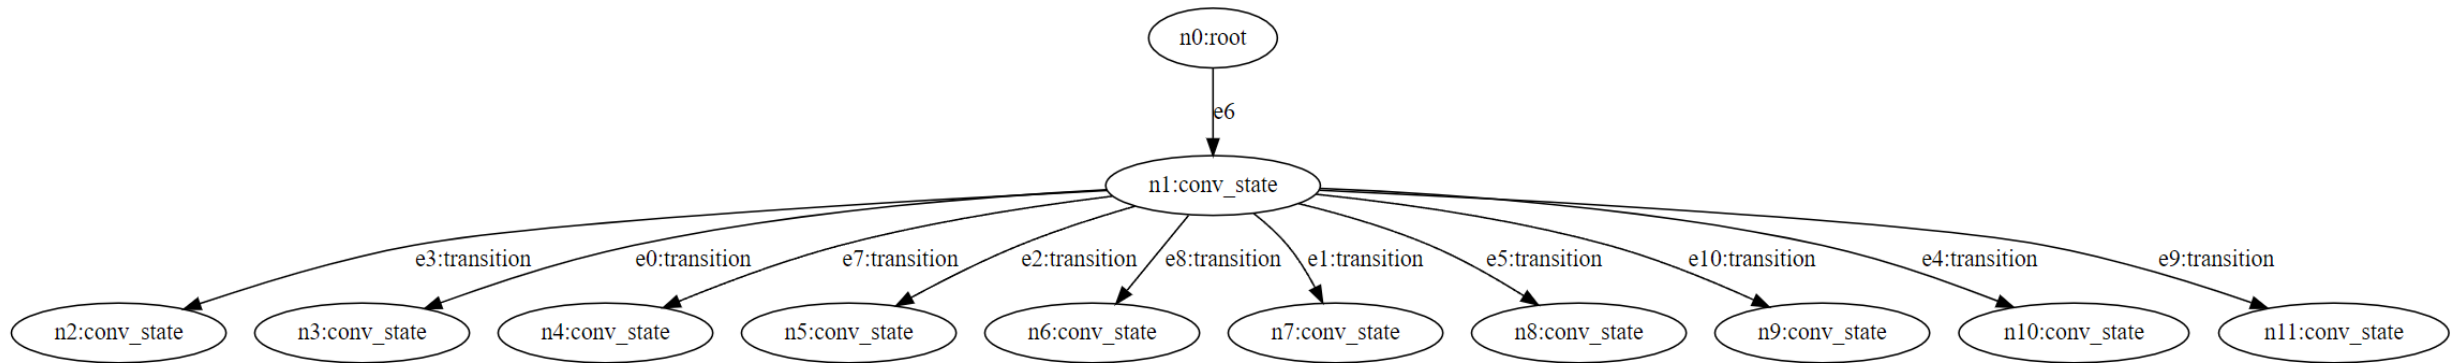 n0:root
e6
n1:conv_state
e3:transition e0:transition e7:transition e2:transition e8:transition e1:transition e5:transition e10:transition e4:transition e9:transition
n2:conv_state n3:conv_state n4:conv_state n5:conv_state n6:conv_state n7:conv_state n8:conv_state n9:conv_state n10:conv_state n11:conv_state